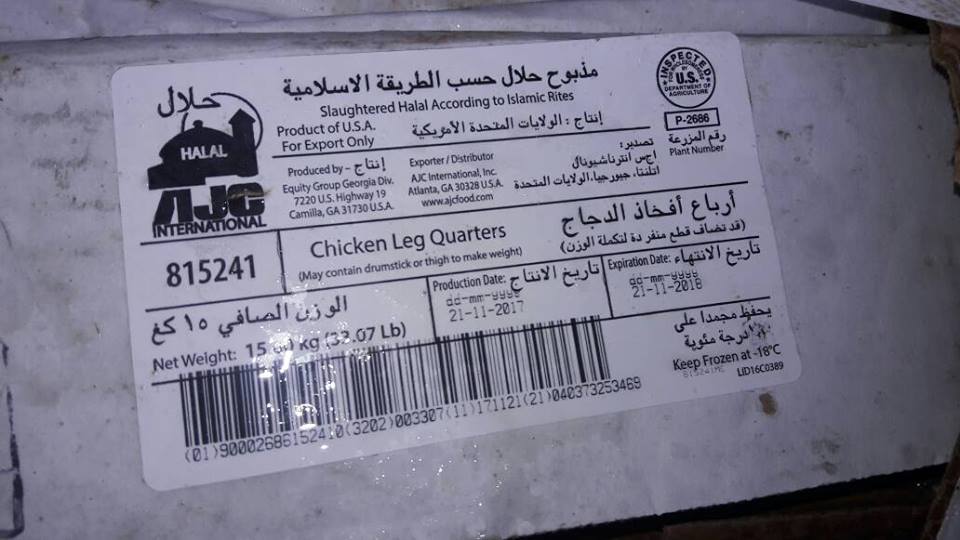 حلال
HALAL
AJC
INTERNATIONAL
مذبوح حلال حسب الطريقة الاسلامية
Slaughtered Halal According to Islamic Rites
Product of U.S.A.
For Export Only
إنتاج : الولايات المتحدة الأمريكية
INSPECTED
FOR WHOLESOMENESS
BY
U.S.
DEPARTMENT OF
AGRICULTURE
P-2686
رقم المزرعة
Plant Number
Produced by – إنتاج
Equity Group Georgia Div.
7220 U.S. Highway 19
Camilla, GA 31730 U.S.A.
Exporter / Distributor
AJC International, Inc.
Atlanta, GA 30328 U.S.A.
www.ajcfood.com
تصدير:
اجس انترناشيونال
اتلنتا، جيورجيا، الولايات المتحدة
815241
Chicken Leg Quarters
(May contain drumstick or thigh to make weight)
أرباع أفخاذ الدجاج
(قد تضاف قطع منفردة لتكملة الوزن)
الوزن الصافي ١٥ كغ
Net Weight: 15.00 kg (33.07 Lb)
Production Date: تاريخ الانتاج
dd-mm-yyyy
21-11-2017
Expiration Date: تاريخ الانتهاء
dd-mm-yyyy
21-11-2018
يحفظ مجمدا على
درجة مئوية
Keep Frozen at -18°C
LID16C0389
(01)90002686152410(3202)003307(11)171121(21)040373253469